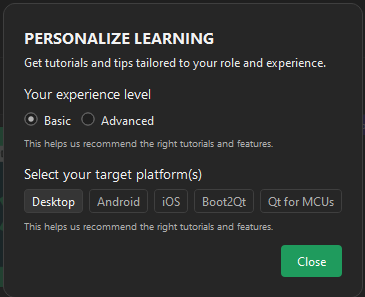 PERSONALIZE LEARNING
Get tutorials and tips tailored to your role and experience.
Your experience level
Basic Advanced
This helps us recommend the right tutorials and features.
Select your target platform(s)
Desktop Android iOS Boot2Qt Qt for MCUs
This helps us recommend the right tutorials and features.
Close